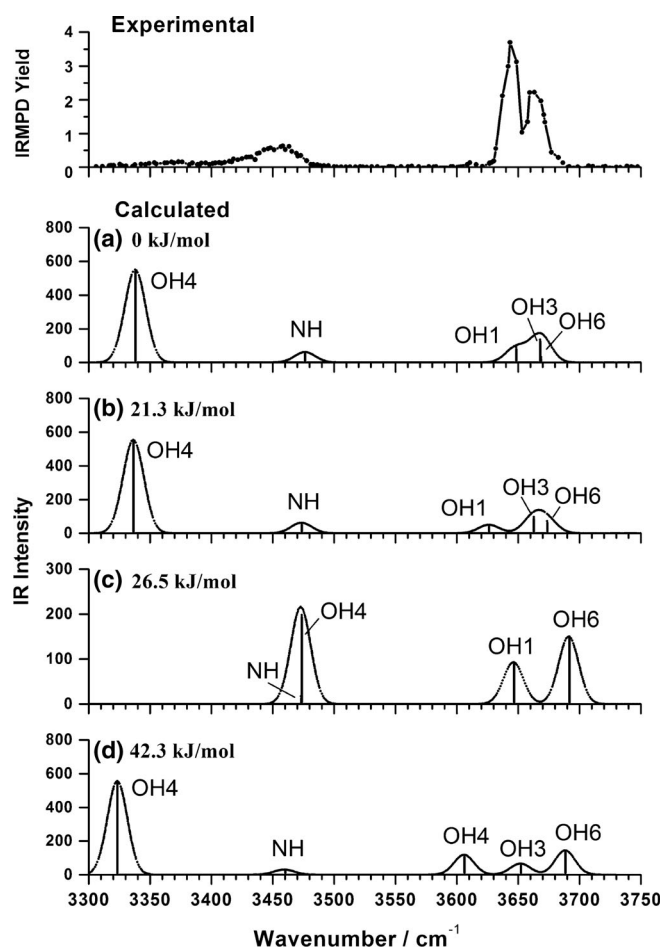 Experimental
IRMPD Yield
4
3
2
1
0
Calculated
IR Intensity
(a) 0 kJ/mol
800
600
400
200
0
OH4
NH
OH1
OH3
OH6
(b) 21.3 kJ/mol
800
600
400
200
0
OH4
NH
OH1
OH3
OH6
(c) 26.5 kJ/mol
300
200
100
0
NH
OH4
OH1
OH6
(d) 42.3 kJ/mol
800
600
400
200
0
OH4
NH
OH4
OH3
OH6
3300 3350 3400 3450 3500 3550 3600 3650 3700 3750
Wavenumber / cm⁻¹